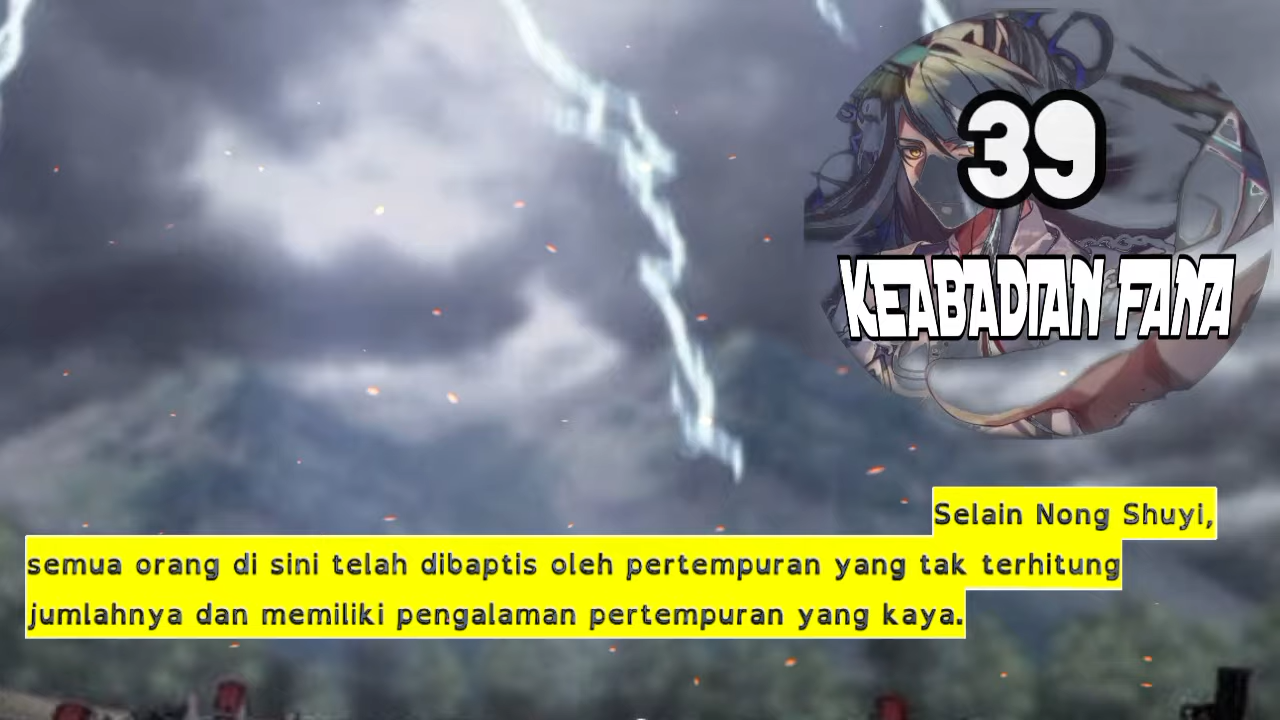 39
KEABADIAN FANA
Selain Nong Shuyi,
semua orang di sini telah dibaptis oleh pertempuran yang tak terhitung
jumlahnya dan memiliki pengalaman pertempuran yang kaya.